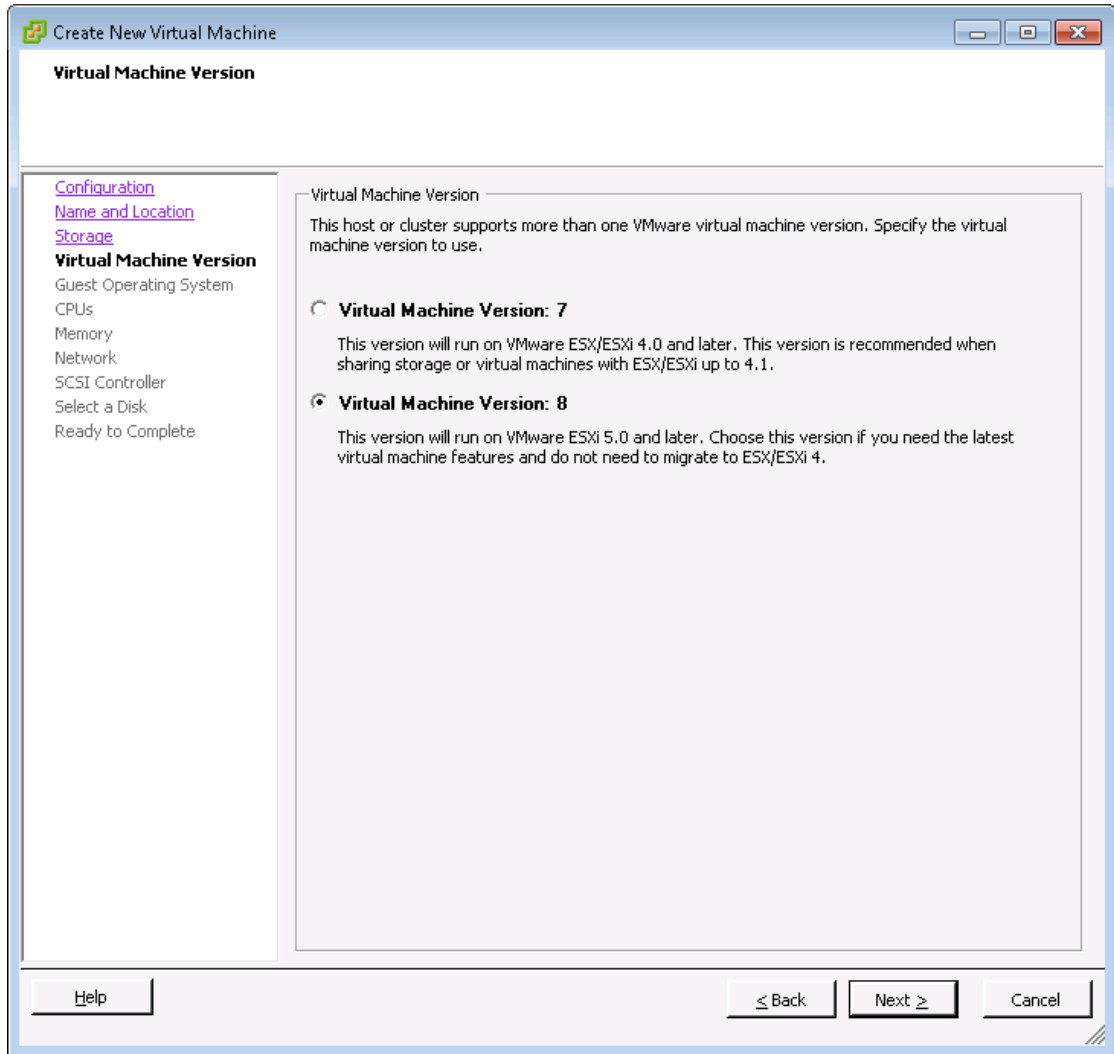 Create New Virtual Machine
Virtual Machine Version
Configuration
Name and Location
Storage
Virtual Machine Version
Guest Operating System
CPUs
Memory
Network
SCSI Controller
Select a Disk
Ready to Complete
Virtual Machine Version
This host or cluster supports more than one VMware virtual machine version. Specify the virtual
machine version to use.
Virtual Machine Version: 7
This version will run on VMware ESX/ESXi 4.0 and later. This version is recommended when
sharing storage or virtual machines with ESX/ESXi up to 4.1.
Virtual Machine Version: 8
This version will run on VMware ESXi 5.0 and later. Choose this version if you need the latest
virtual machine features and do not need to migrate to ESX/ESXi 4.
Help
< Back
Next >
Cancel